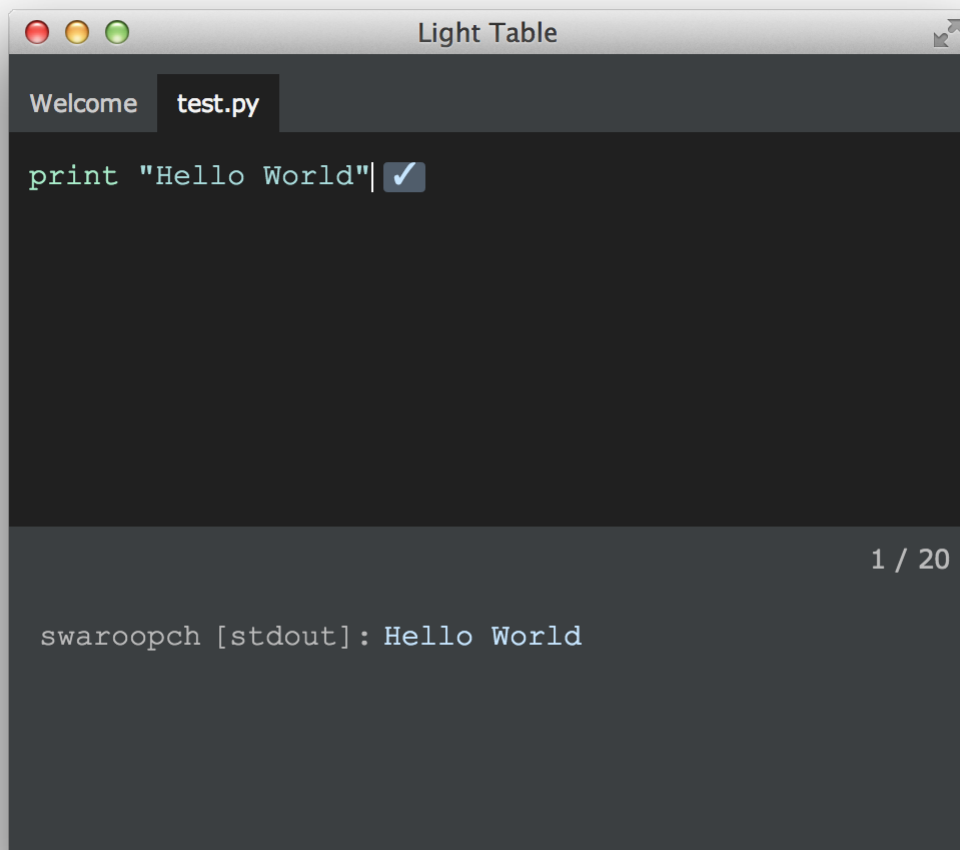 Light Table
Welcome test.py
print "Hello World" ✓
1 / 20
swaroopch [stdout]: Hello World